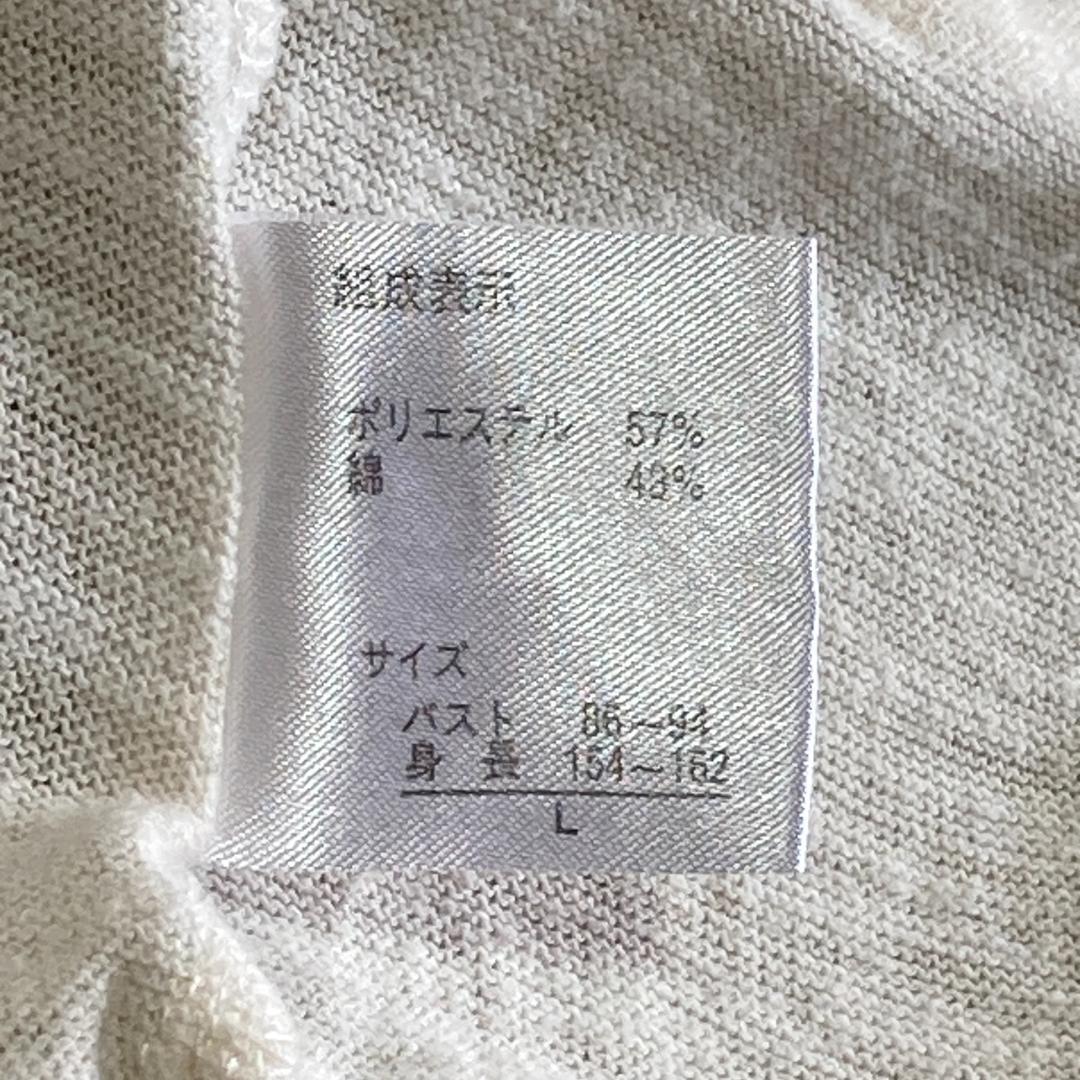 組成表示
ポリエステル 57%
綿 43%
サイズ
バスト 86~94
身 長 154~162
L